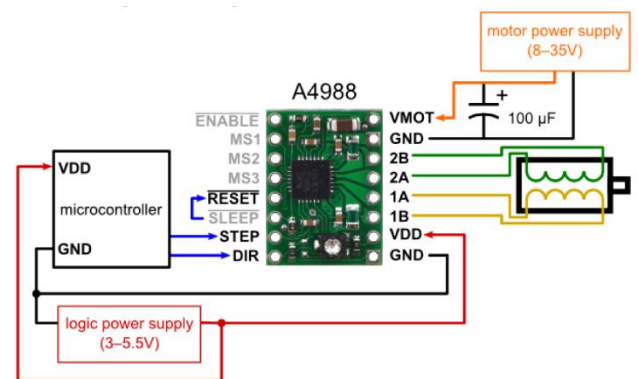 motor power supply
(8–35V)
A4988
ENABLE
MS1
MS2
MS3
RESET
SLEEP
STEP
DIR
VMOT
GND
2B
2A
1A
1B
VDD
GND
+
100 µF
VDD
microcontroller
GND
logic power supply
(3–5.5V)